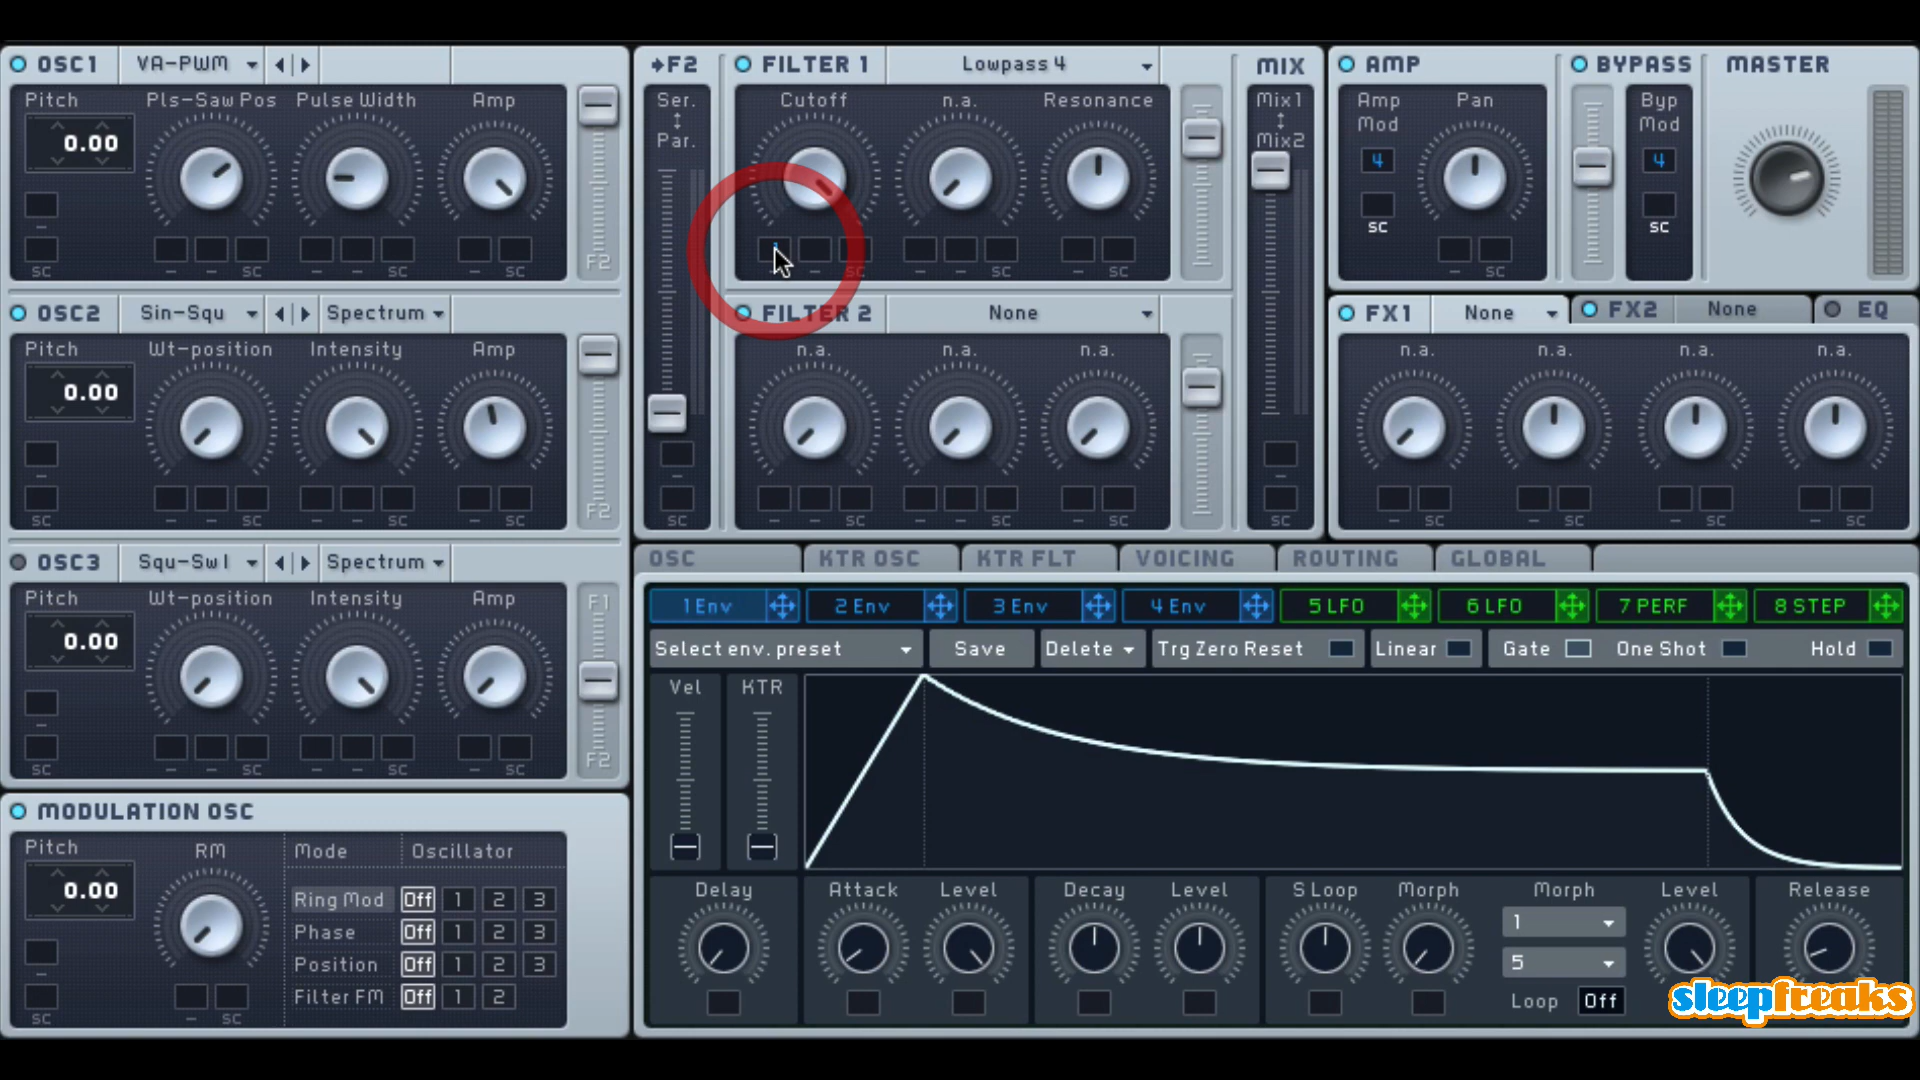 OSC1 VA-PWM
Pitch Pls-Saw Pos Pulse Width Amp
0.00
SC – – SC – SC F2
OSC2 Sin-Squ Spectrum
Pitch Wt-position Intensity Amp
0.00
–
SC – – SC – – SC – SC F2
OSC3 Squ-Sw I Spectrum
Pitch Wt-position Intensity Amp F1
0.00
–
SC – – SC – – SC – SC F2
MODULATION OSC
Pitch RM Mode Oscillator
0.00
Ring Mod Off 1 2 3
Phase Off 1 2 3
Position Off 1 2 3
Filter FM Off 1 2
SC – SC
F2
Ser.
Par.
–
SC
FILTER 1 Lowpass 4
Cutoff n.a. Resonance
– SC – – SC – SC
FILTER 2 None
n.a. n.a. n.a.
– – SC – – SC – SC
MIX
Mix1
Mix2
–
SC
AMP
Amp Mod
4
SC
Pan
– SC
BYPASS
Byp Mod
4
SC
MASTER
FX1 None FX2 None EQ
n.a. n.a. n.a. n.a.
– SC – SC – SC – SC
OSC KTR OSC KTR FLT VOICING ROUTING GLOBAL
1 Env 2 Env 3 Env 4 Env 5 LFO 6 LFO 7 PERF 8 STEP
Select env. preset Save Delete Trg Zero Reset Linear Gate One Shot Hold
Vel KTR
Delay Attack Level Decay Level S Loop Morph Morph Level Release
1
5
Loop Off
sleepfreaks